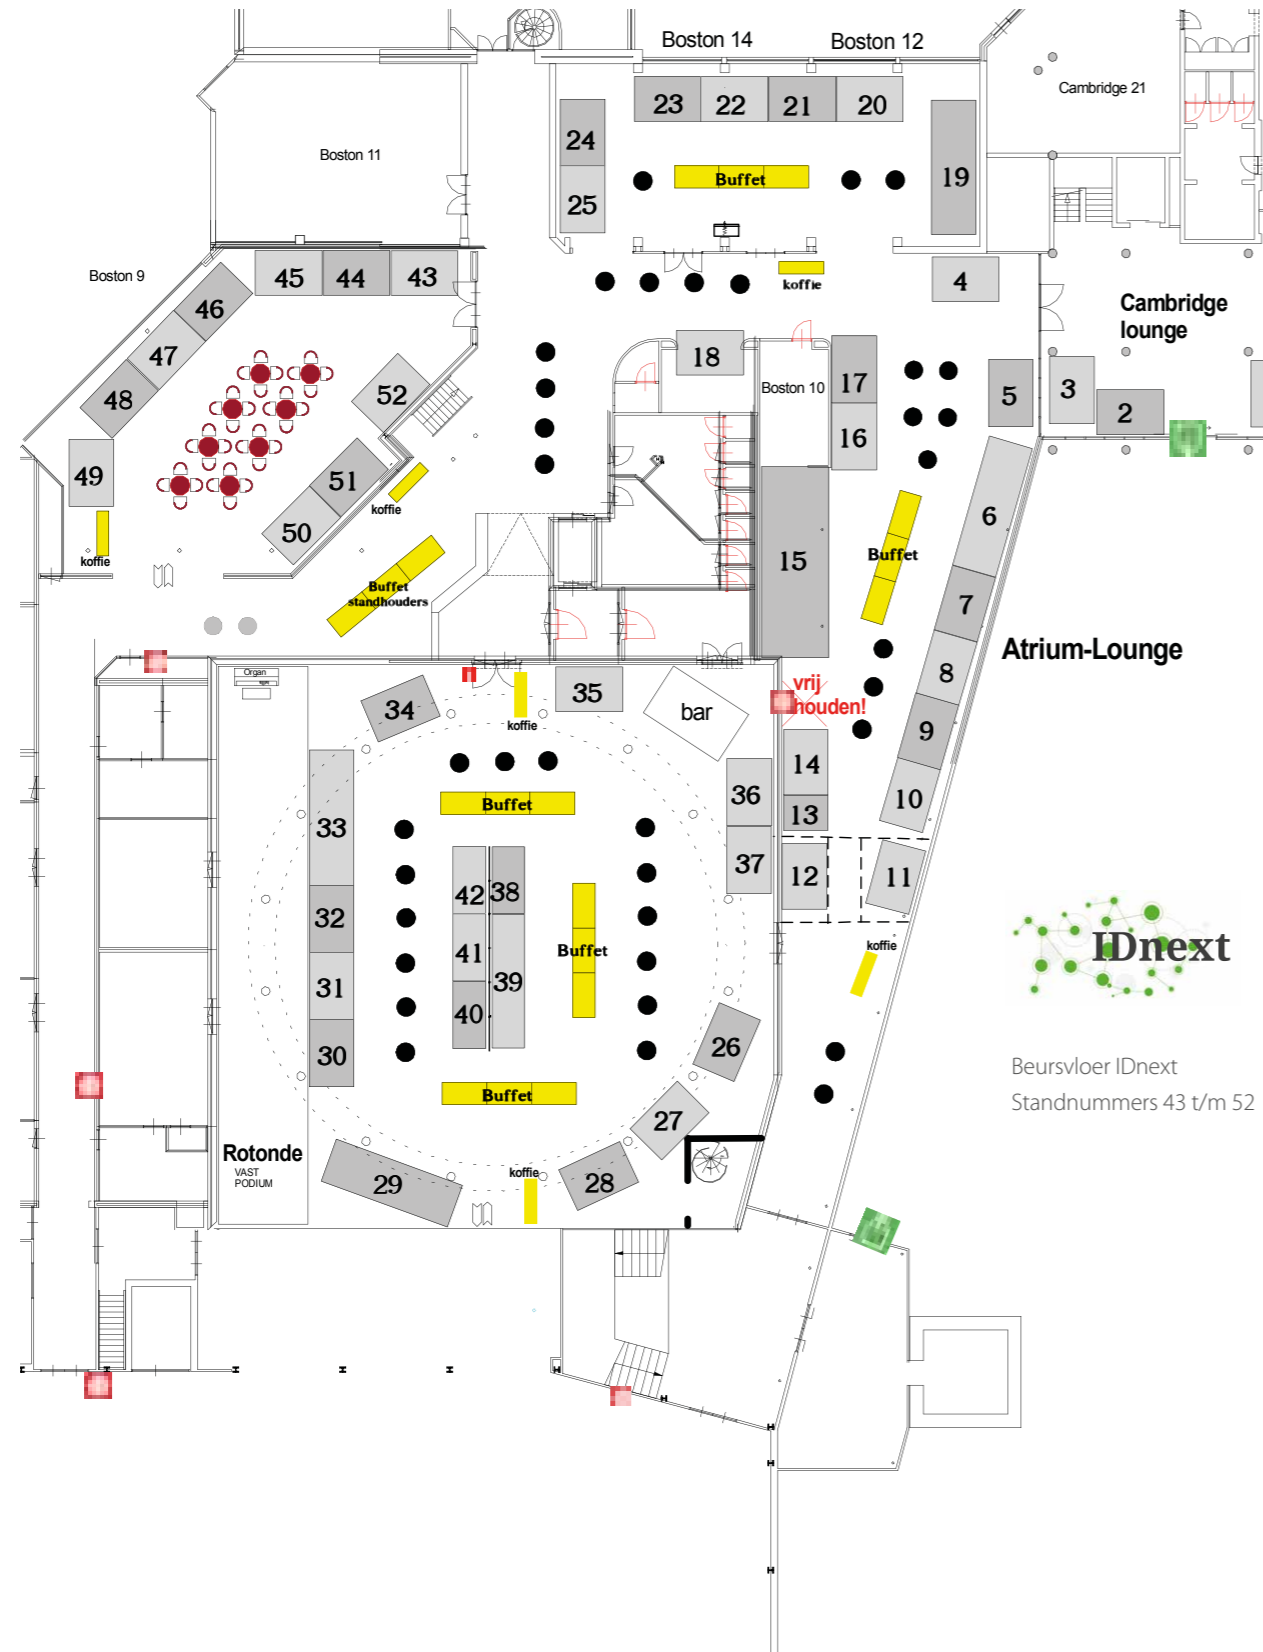 Boston 14
Boston 12
Cambridge 21
Boston 11
23
22
21
20
24
25
19
Buffet
Boston 9
45
44
43
46
47
48
49
52
51
50
koffie
koffie
Buffet
standhouders
koffie
4
Cambridge
lounge
18
Boston 10
17
16
5
3
2
15
6
7
8
9
10
Buffet
Atrium-Lounge
vrij
houden!
14
13
12
11
koffie
Organ
34
35
koffie
bar
33
32
31
30
Buffet
36
37
42
38
41
39
40
Buffet
26
27
28
29
Buffet
koffie
Rotonde
VAST
PODIUM
IDnext
Beursvloer IDnext
Standnummers 43 t/m 52